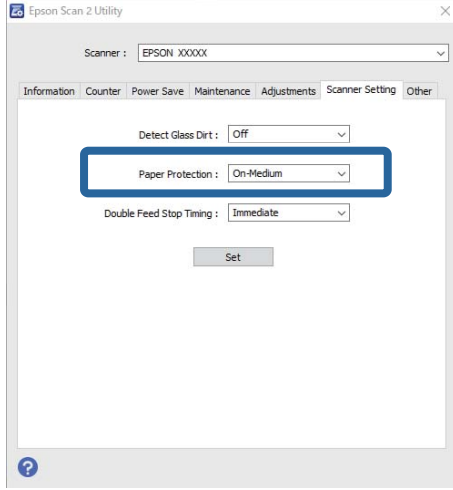 Epson Scan 2 Utility
Scanner : EPSON XXXXX
Information Counter Power Save Maintenance Adjustments Scanner Setting Other
Detect Glass Dirt : Off
Paper Protection : On-Medium
Double Feed Stop Timing : Immediate
Set
?